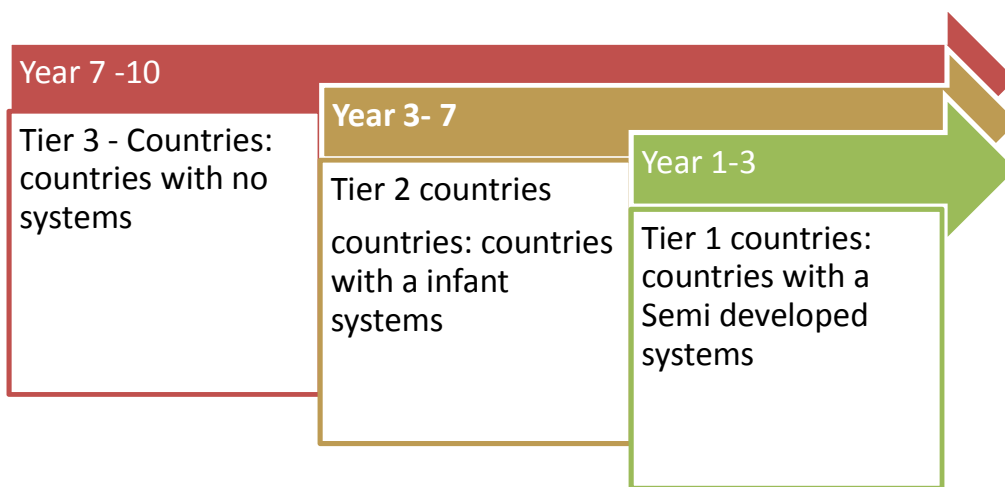 Year 7 -10
Tier 3 - Countries:
countries with no
systems
Year 3- 7
Tier 2 countries
countries: countries
with a infant
systems
Year 1-3
Tier 1 countries:
countries with a
Semi developed
systems